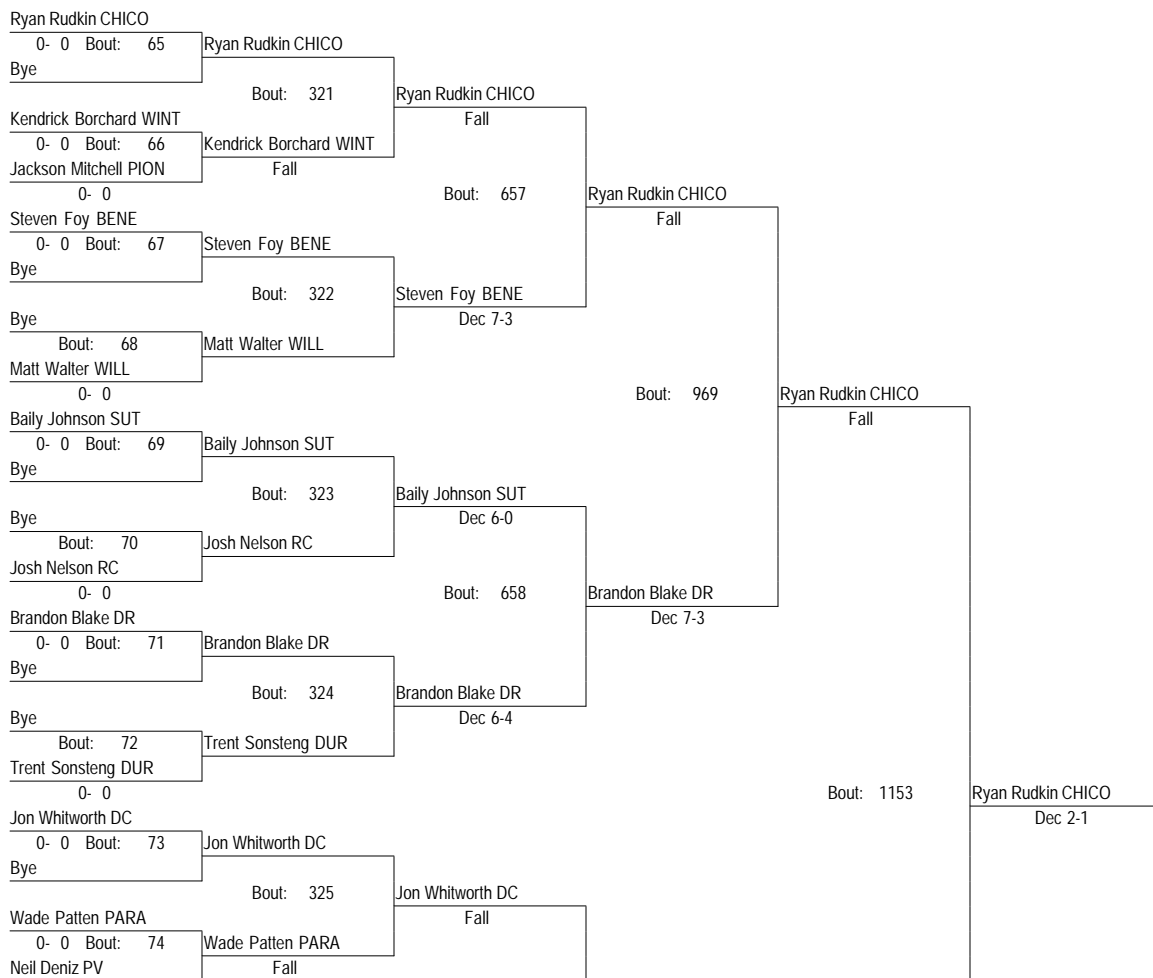 Ryan Rudkin CHICO
0- 0 Bout: 65 Ryan Rudkin CHICO
Bye
Bout: 321 Ryan Rudkin CHICO
Kendrick Borchard WINT Fall
0- 0 Bout: 66 Kendrick Borchard WINT
Jackson Mitchell PION Fall
0- 0 Bout: 657 Ryan Rudkin CHICO
Steven Foy BENE Fall
0- 0 Bout: 67 Steven Foy BENE
Bye
Bout: 322 Steven Foy BENE
Bye Dec 7-3
Bout: 68 Matt Walter WILL
Matt Walter WILL
0- 0 Bout: 969 Ryan Rudkin CHICO
Baily Johnson SUT Fall
0- 0 Bout: 69 Baily Johnson SUT
Bye
Bout: 323 Baily Johnson SUT
Bye Dec 6-0
Bout: 70 Josh Nelson RC
Josh Nelson RC
0- 0 Bout: 658 Brandon Blake DR
Brandon Blake DR Dec 7-3
0- 0 Bout: 71 Brandon Blake DR
Bye
Bout: 324 Brandon Blake DR
Bye Dec 6-4
Bout: 72 Trent Sonsteng DUR
Trent Sonsteng DUR
0- 0 Bout: 1153 Ryan Rudkin CHICO
Jon Whitworth DC Dec 2-1
0- 0 Bout: 73 Jon Whitworth DC
Bye
Bout: 325 Jon Whitworth DC
Wade Patten PARA Fall
0- 0 Bout: 74 Wade Patten PARA
Neil Deniz PV Fall